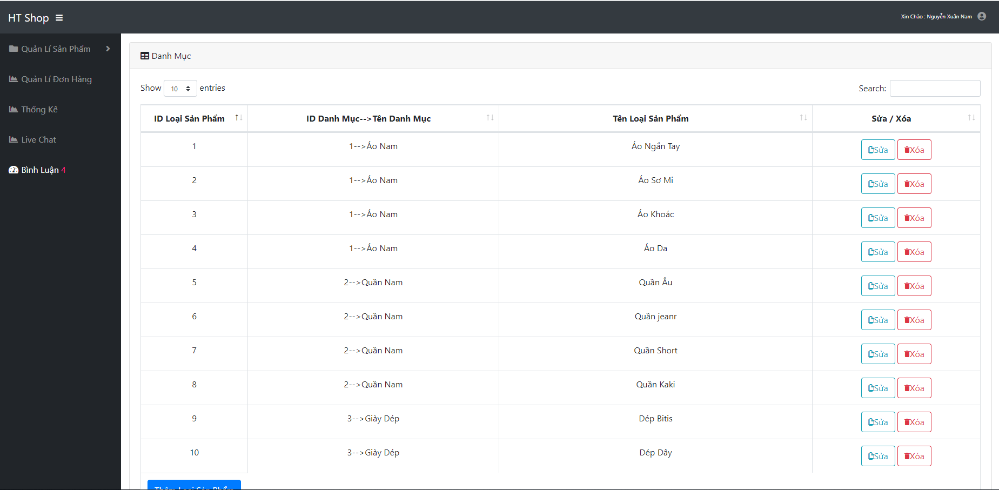 HT Shop
Xin Chào : Nguyễn Xuân Nam
Quản Lí Sản Phẩm
Quản Lí Đơn Hàng
Thống Kê
Live Chat
Bình Luận 4
Danh Mục
Show 10 entries
Search:
ID Loại Sản Phẩm ID Danh Mục-->Tên Danh Mục Tên Loại Sản Phẩm Sửa / Xóa
1 1-->Áo Nam Áo Ngắn Tay Sửa Xóa
2 1-->Áo Nam Áo Sơ Mi Sửa Xóa
3 1-->Áo Nam Áo Khoác Sửa Xóa
4 1-->Áo Nam Áo Da Sửa Xóa
5 2-->Quần Nam Quần Âu Sửa Xóa
6 2-->Quần Nam Quần jeanr Sửa Xóa
7 2-->Quần Nam Quần Short Sửa Xóa
8 2-->Quần Nam Quần Kaki Sửa Xóa
9 3-->Giày Dép Dép Bitis Sửa Xóa
10 3-->Giày Dép Dép Dây Sửa Xóa
Thêm Loại Sản Phẩm